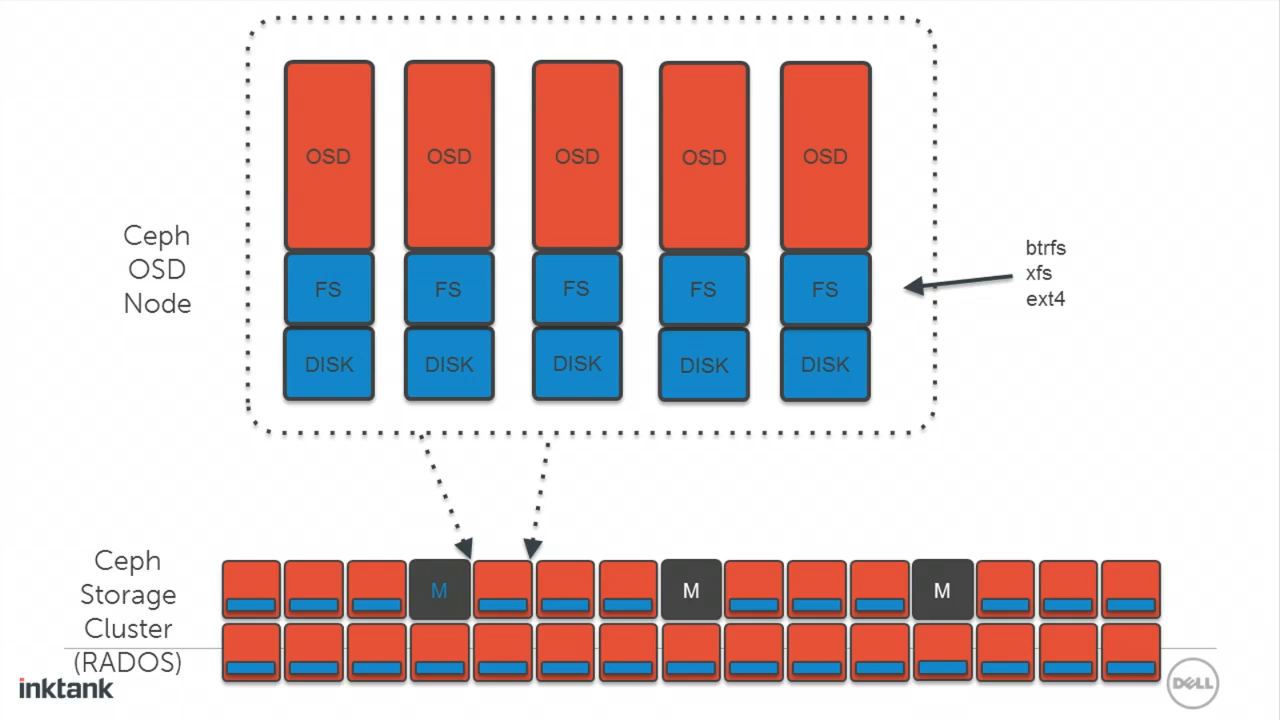 OSD OSD OSD OSD OSD
Ceph
OSD
Node
btrfs
xfs
ext4
FS FS FS FS FS
DISK DISK DISK DISK DISK
Ceph
Storage
Cluster
(RADOS)
M M M
inktank
DELL